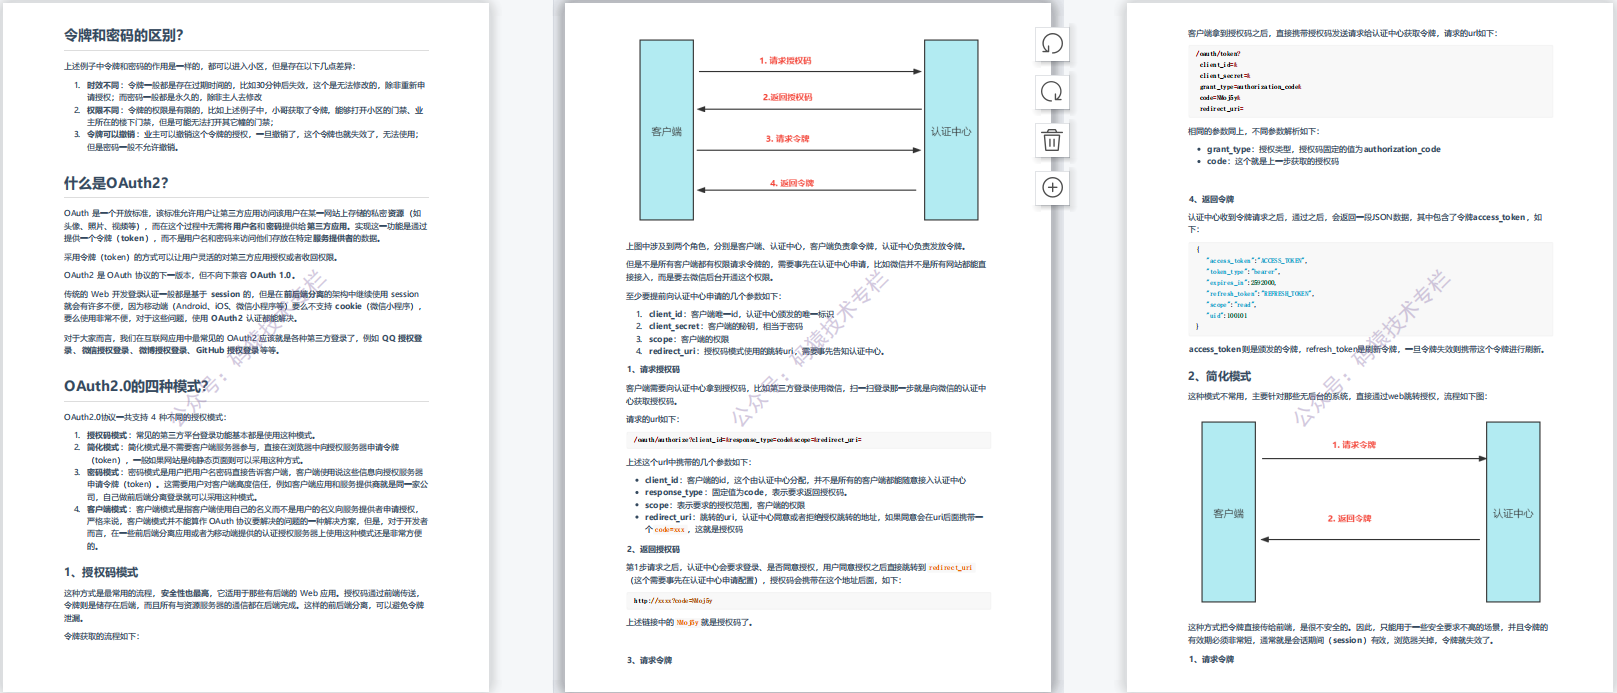 令牌和密码的区别？
上述例子中令牌和密码的作用是一样的，都可以进入小区，但是存在以下几点差异：
1. 时效不同：令牌一般都是存在过期时间的，比如30分钟后失效，这个是无法修改的，除非重新申
请授权；而密码一般都是永久的，除非主人去修改
2. 权限不同：令牌的权限是有限的，比如上述例子中，小哥获取了令牌，能够打开小区的门禁、业
主所在的楼下门禁，但是可能无法打开其它幢的门禁；
3. 令牌可以撤销：业主可以撤销这个令牌的授权，一旦撤销了，这个令牌也就失效了，无法使用；
但是密码一般不允许撤销。
什么是OAuth2？
OAuth 是一个开放标准，该标准允许用户让第三方应用访问该用户在某一网站上存储的私密资源（如
头像、照片、视频等），而在这个过程中无需将用户名和密码提供给第三方应用。实现这一功能是通过
提供一个令牌（token），而不是用户名和密码来访问他们存放在特定服务提供者的数据。
采用令牌（token）的方式可以让用户灵活的对第三方应用授权或者收回权限。
OAuth2 是 OAuth 协议的下一版本，但不向下兼容 OAuth 1.0。
传统的 Web 开发登录认证一般都是基于 session 的，但是在前后端分离的架构中继续使用 session
就会有许多不便，因为移动端（Android、iOS、微信小程序等）要么不支持 cookie（微信小程序），
要么使用非常不便，对于这些问题，使用 OAuth2 认证都能解决。
对于大家而言，我们在互联网应用中最常见的 OAuth2 应该就是各种第三方登录了，例如 QQ 授权登
录、微信授权登录、微博授权登录、GitHub 授权登录等等。
OAuth2.0的四种模式？
OAuth2.0协议一共支持 4 种不同的授权模式：
1. 授权码模式：常见的第三方平台登录功能基本都是使用这种模式。
2. 简化模式：简化模式是不需要客户端服务器参与，直接在浏览器中向授权服务器申请令牌
（token），一般如果网站是纯静态页面则可以采用这种方式。
3. 密码模式：密码模式是用户把用户名密码直接告诉客户端，客户端使用说这些信息向授权服务器
申请令牌（token）。这需要用户对客户端高度信任，例如客户端应用和服务提供商就是同一家公
司，自己做前后端分离登录就可以采用这种模式。
4. 客户端模式：客户端模式是指客户端使用自己的名义而不是用户的名义向服务提供者申请授权，
严格来说，客户端模式并不能算作 OAuth 协议要解决的问题的一种解决方案，但是，对于开发者
而言，在一些前后端分离应用或者为移动端提供的认证授权服务器上使用这种模式还是非常方便
的。
1、授权码模式
这种方式是最常用的流程，安全性也最高，它适用于那些有后端的 Web 应用。授权码通过前端传送，
令牌则是储存在后端，而且所有与资源服务器的通信都在后端完成。这样的前后端分离，可以避免令牌
泄漏。
令牌获取的流程如下：
公众号：码猿技术专栏
客户端
1. 请求授权码
2.返回授权码
3. 请求令牌
4. 返回令牌
认证中心
上图中涉及到两个角色，分别是客户端、认证中心，客户端负责拿令牌，认证中心负责发放令牌。
但是不是所有客户端都有权限请求令牌的，需要事先在认证中心申请，比如微信并不是所有网站都能直
接接入，而是要去微信后台开通这个权限。
至少要提前向认证中心申请的几个参数如下：
1. client_id：客户端唯一id，认证中心颁发的唯一标识
2. client_secret：客户端的秘钥，相当于密码
3. scope：客户端的权限
4. redirect_uri：授权码模式使用的跳转uri，需要事先告知认证中心。
1、请求授权码
客户端需要向认证中心拿到授权码，比如第三方登录使用微信，扫一扫登录那一步就是向微信的认证中
心获取授权码。
请求的url如下：
/oauth/authorize?client_id=&response_type=code&scope=&redirect_uri=
上述这个url中携带的几个参数如下：
• client_id：客户端的id，这个由认证中心分配，并不是所有的客户端都能随意接入认证中心
• response_type：固定值为code，表示要求返回授权码。
• scope：表示要求的授权范围，客户端的权限
• redirect_uri：跳转的uri，认证中心同意或者拒绝授权跳转的地址，如果同意会在uri后面携带一
个 code=xxx ，这就是授权码
2、返回授权码
第1步请求之后，认证中心会要求登录、是否同意授权，用户同意授权之后直接跳转到 redirect_uri
（这个需要事先在认证中心申请配置），授权码会携带在这个地址后面，如下：
http://xxxx?code=NMoj5y
上述链接中的 NMoj5y 就是授权码了。
3、请求令牌
公众号：码猿技术专栏
客户端拿到授权码之后，直接携带授权码发送请求给认证中心获取令牌，请求的url如下：
/oauth/token?
client_id=&
client_secret=&
grant_type=authorization_code&
code=NMoj5y&
redirect_uri=
相同的参数同上，不同参数解析如下：
• grant_type：授权类型，授权码固定的值为authorization_code
• code：这个就是上一步获取的授权码
4、返回令牌
认证中心收到令牌请求之后，通过之后，会返回一段JSON数据，其中包含了令牌access_token，如
下：
{
"access_token":"ACCESS_TOKEN",
"token_type":"bearer",
"expires_in":2592000,
"refresh_token":"REFRESH_TOKEN",
"scope":"read",
"uid":100101
}
access_token则是颁发的令牌，refresh_token是刷新令牌，一旦令牌失效则携带这个令牌进行刷新。
2、简化模式
这种模式不常用，主要针对那些无后台的系统，直接通过web跳转授权，流程如下图：
客户端
1. 请求令牌
2. 返回令牌
认证中心
这种方式把令牌直接传给前端，是很不安全的。因此，只能用于一些安全要求不高的场景，并且令牌的
有效期必须非常短，通常就是会话期间（session）有效，浏览器关掉，令牌就失效了。
1、请求令牌
公众号：码猿技术专栏